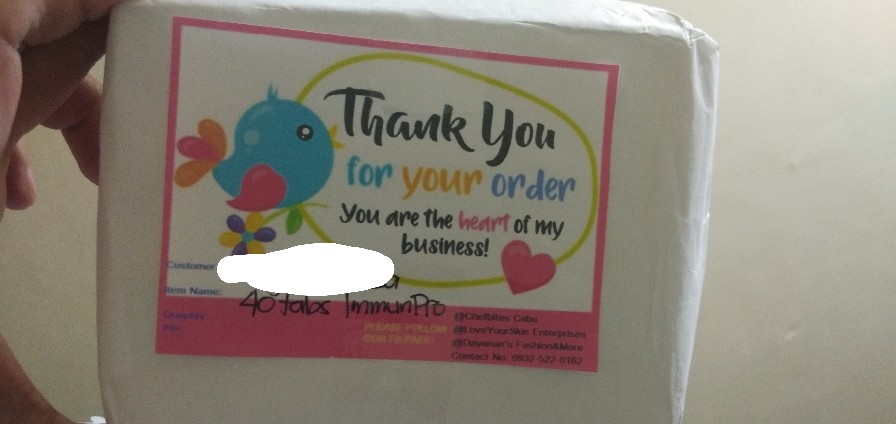 Thank You
for your order
You are the heart of my
business!
Customer
Item Name: 40 tabs ImmunPro
Quantity:
Info:
PLEASE FOLLOW
OUR FB PAGE:
@Chefbites Cebu
@LoveYourSkin Enterprises
@Dayanan's Fashion&More
Contact No: 0932-522-0162